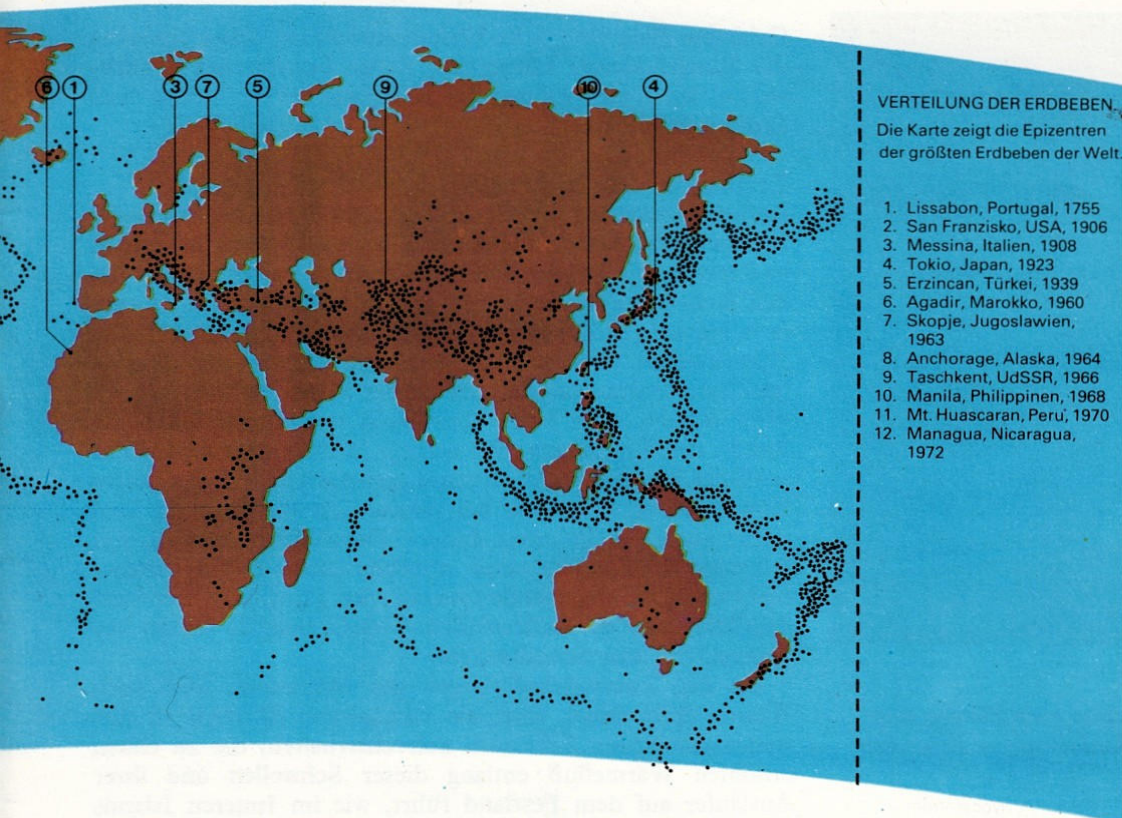 6 1 3 7 5 9 10 4
VERTEILUNG DER ERDBEBEN.
Die Karte zeigt die Epizentren
der größten Erdbeben der Welt.
1. Lissabon, Portugal, 1755
2. San Franzisko, USA, 1906
3. Messina, Italien, 1908
4. Tokio, Japan, 1923
5. Erzincan, Türkei, 1939
6. Agadir, Marokko, 1960
7. Skopje, Jugoslawien,
1963
8. Anchorage, Alaska, 1964
9. Taschkent, UdSSR, 1966
10. Manila, Philippinen, 1968
11. Mt. Huascaran, Peru, 1970
12. Managua, Nicaragua,
1972